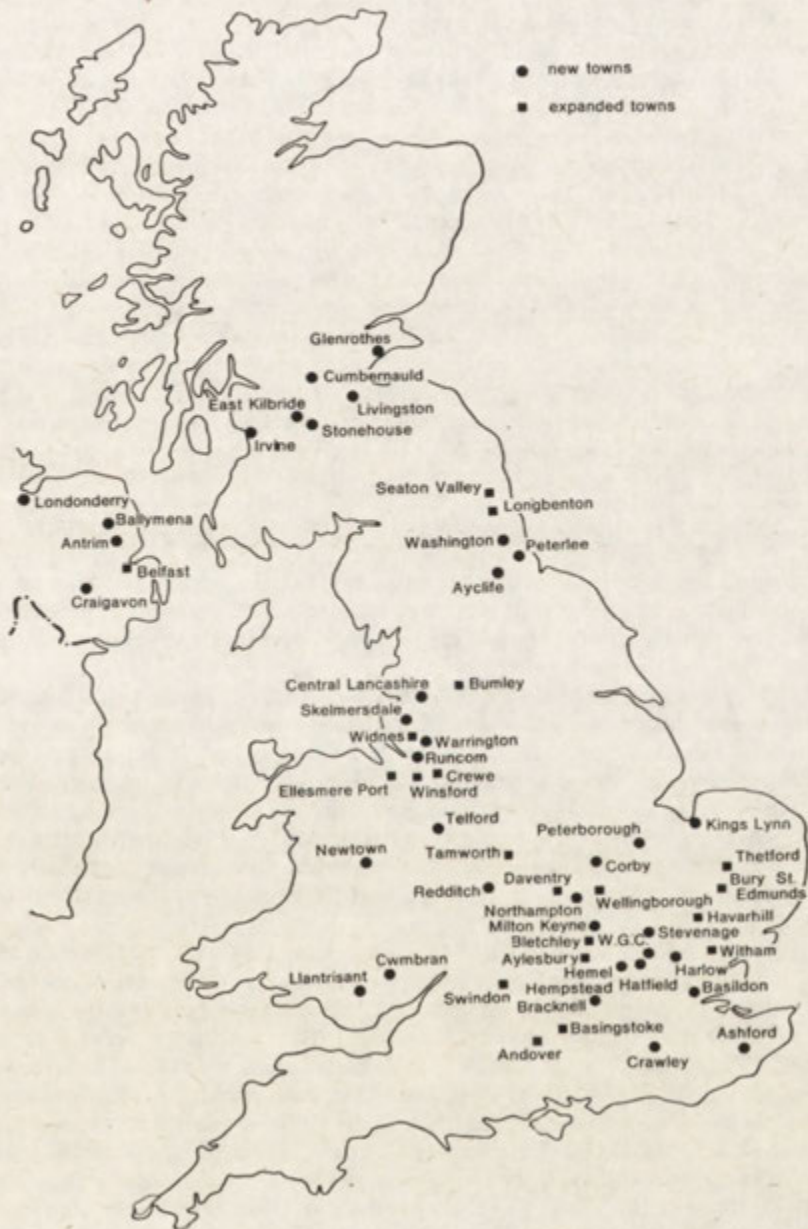 new towns
expanded towns
Glenrothes
Cumbernauld
East Kilbride
Livingston
Stonehouse
Irvine
Seaton Valley
Longbenton
Londonderry
Ballymena
Antrim
Washington
Peterlee
Belfast
Ayclife
Craigavon
Central Lancashire
Bumley
Skelmersdale
Widnes
Warrington
Runcom
Crewe
Ellesmere Port
Winsford
Telford
Peterborough
Kings Lynn
Newtown
Tamworth
Corby
Thetford
Redditch
Daventry
Bury St.
Edmunds
Wellingborough
Northampton
Havarhill
Milton Keyne
Stevenage
Bletchley
W.G.C.
Witham
Aylesbury
Cwmbran
Harlow
Hemel
Hempstead
Hatfield
Llantrisant
Swindon
Basildon
Bracknell
Basingstoke
Ashford
Andover
Crawley